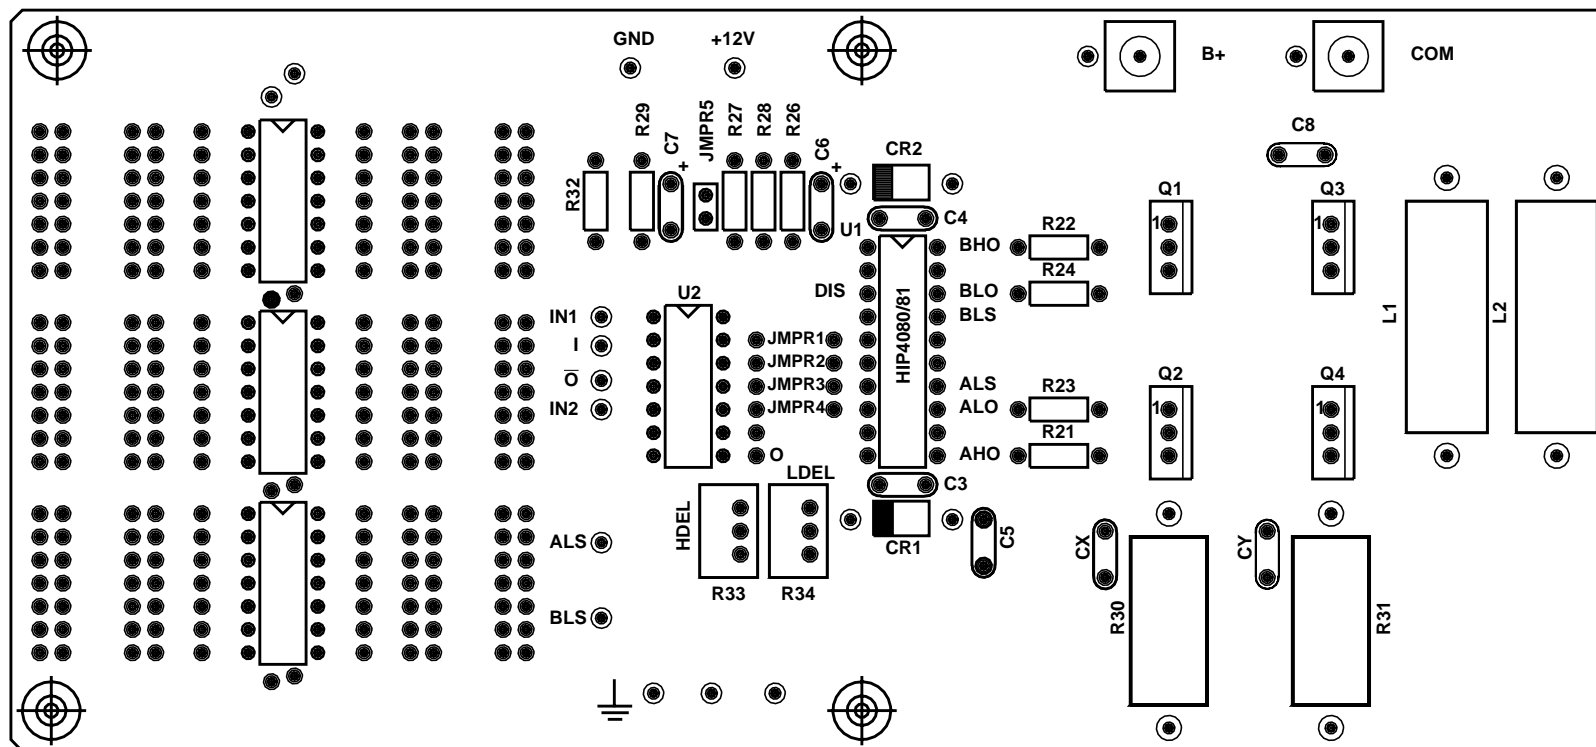 GND
+12V
B+
COM
R29
C7
+
JMPR5
R27
R28
R26
C6
+
CR2
C8
R32
U1
C4
Q1
Q3
1
1
BHO
R22
DIS
BLO
R24
BLS
U2
IN1
I
O
IN2
JMPR1
JMPR2
JMPR3
JMPR4
O
HIP4080/81
L1
L2
ALS
R23
ALO
AHO
R21
Q2
Q4
1
1
LDEL
HDEL
C3
R33
R34
CR1
C5
CX
CY
ALS
BLS
R30
R31